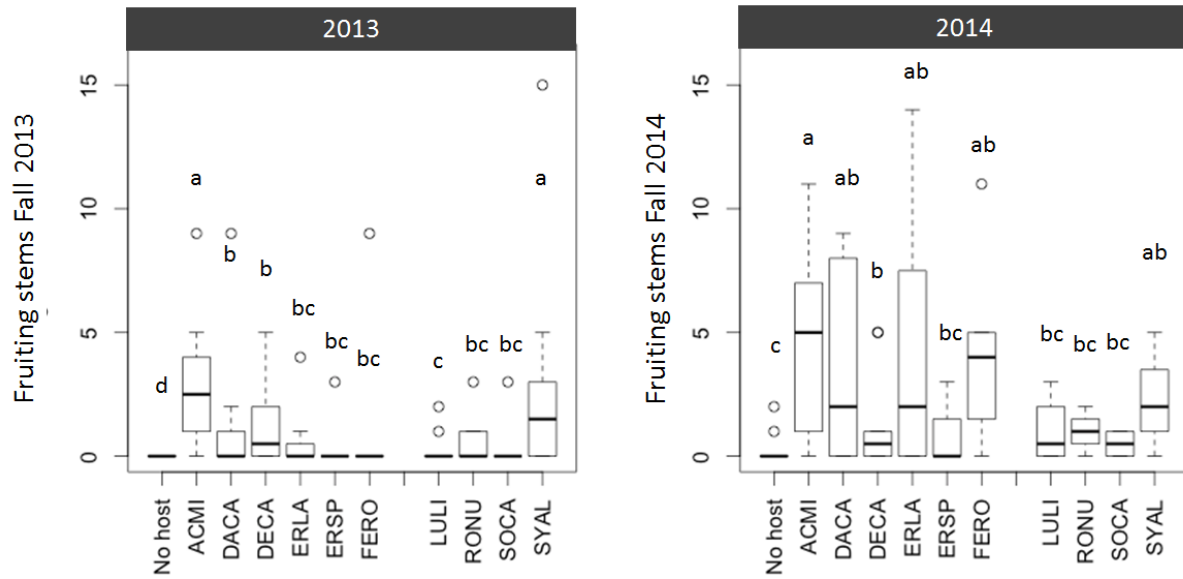 2013
Fruiting stems Fall 2013
15
10
5
0
a
b
b
bc
bc
bc
c
bc
bc
a
d
No host
ACMI
DACA
DECA
ERLA
ERSP
FERO
LULI
RONU
SOCA
SYAL
2014
Fruiting stems Fall 2014
15
10
5
0
c
a
ab
b
ab
bc
ab
bc
bc
bc
ab
No host
ACMI
DACA
DECA
ERLA
ERSP
FERO
LULI
RONU
SOCA
SYAL